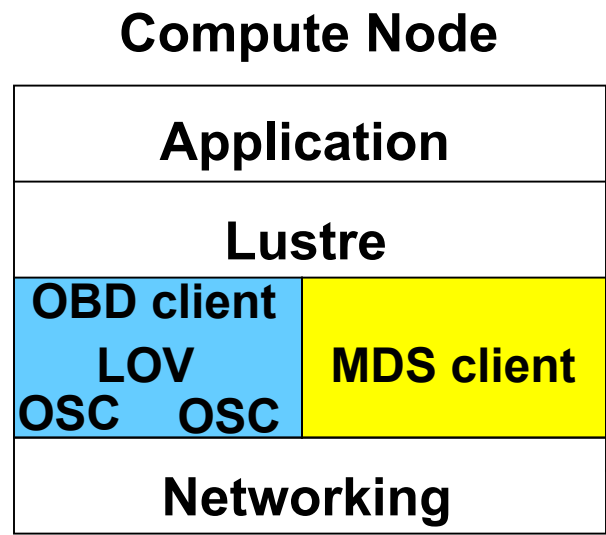 Compute Node
Application
Lustre
OBD client
LOV
OSC OSC
MDS client
Networking